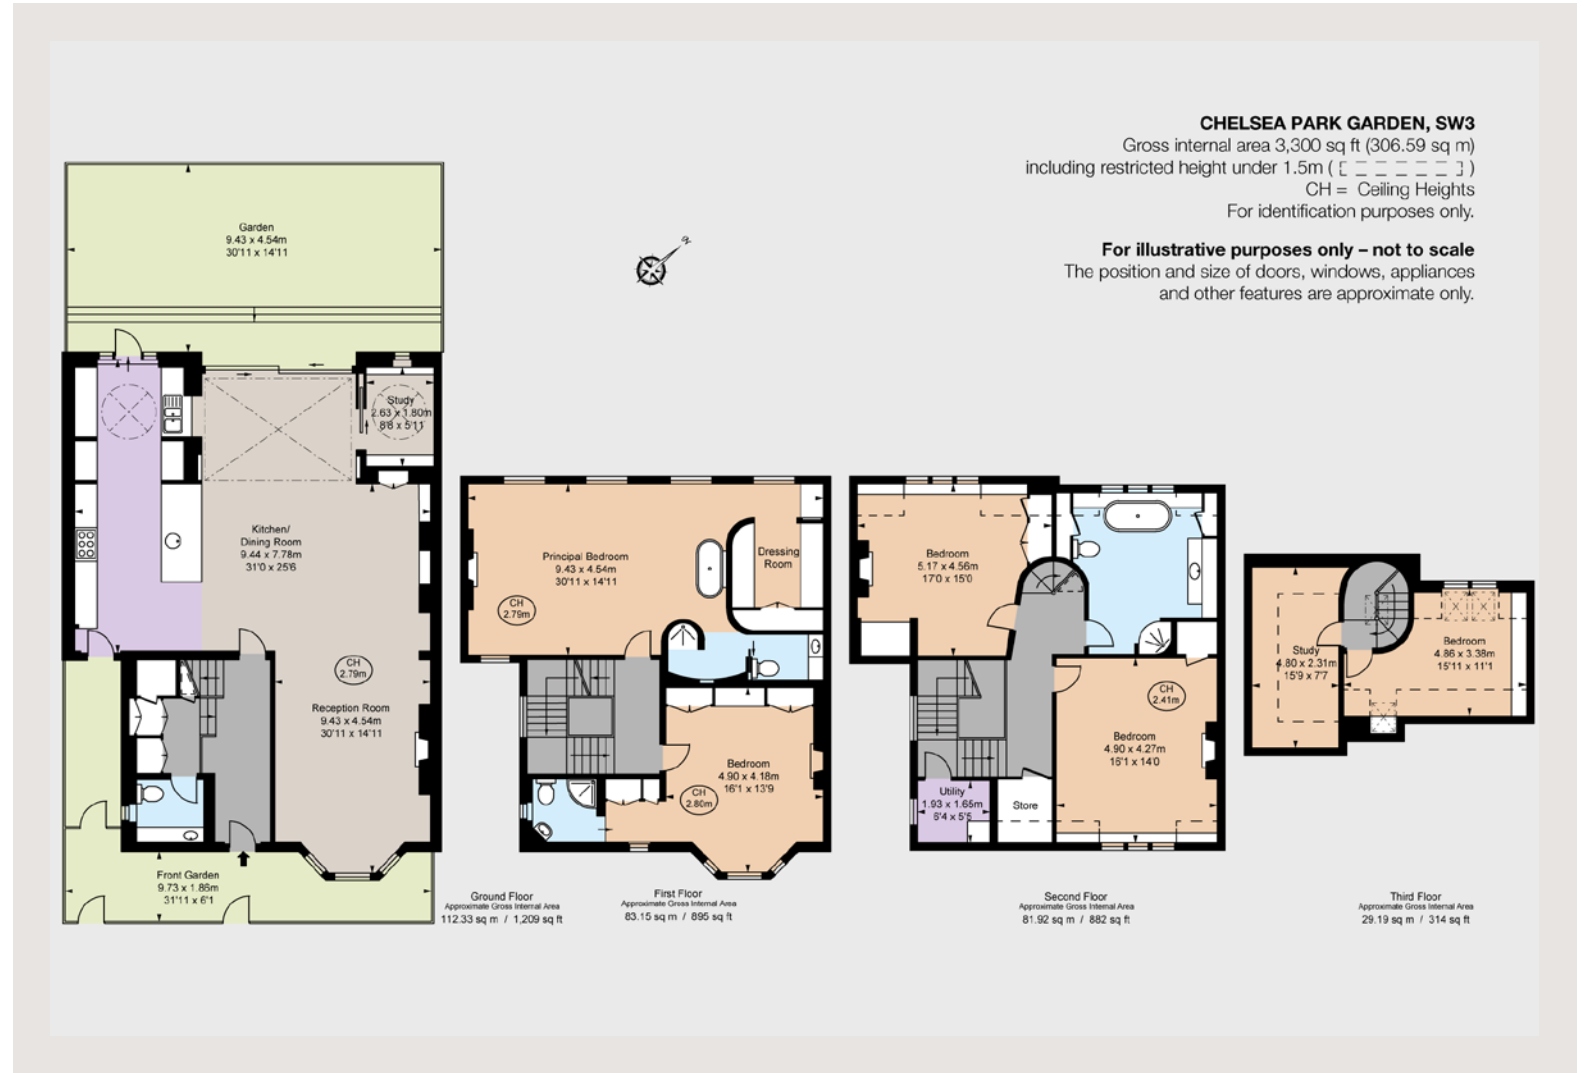 CHELSEA PARK GARDEN, SW3
Gross internal area 3,300 sq ft (306.59 sq m)
including restricted height under 1.5m ( )
CH = Ceiling Heights
For identification purposes only.
For illustrative purposes only – not to scale
The position and size of doors, windows, appliances
and other features are approximate only.
N
Garden
9.43 x 4.54m
30'11 x 14'11
Study
2.63 x 1.80m
8'8 x 5'11
Kitchen/
Dining Room
9.44 x 7.78m
31'0 x 25'6
CH
2.79m
Reception Room
9.43 x 4.54m
30'11 x 14'11
Front Garden
9.73 x 1.86m
31'11 x 6'1
Ground Floor
Approximate Gross Internal Area
112.33 sq m / 1,209 sq ft
Principal Bedroom
9.43 x 4.54m
30'11 x 14'11
CH
2.79m
Dressing
Room
Bedroom
4.90 x 4.18m
16'1 x 13'9
CH
2.80m
First Floor
Approximate Gross Internal Area
83.15 sq m / 895 sq ft
Bedroom
5.17 x 4.56m
17'0 x 15'0
CH
2.41m
Bedroom
4.90 x 4.27m
16'1 x 14'0
Utility
1.93 x 1.65m
6'4 x 5'5
Store
Second Floor
Approximate Gross Internal Area
81.92 sq m / 882 sq ft
Study
4.80 x 2.31m
15'9 x 7'7
Bedroom
4.86 x 3.38m
15'11 x 11'1
Third Floor
Approximate Gross Internal Area
29.19 sq m / 314 sq ft